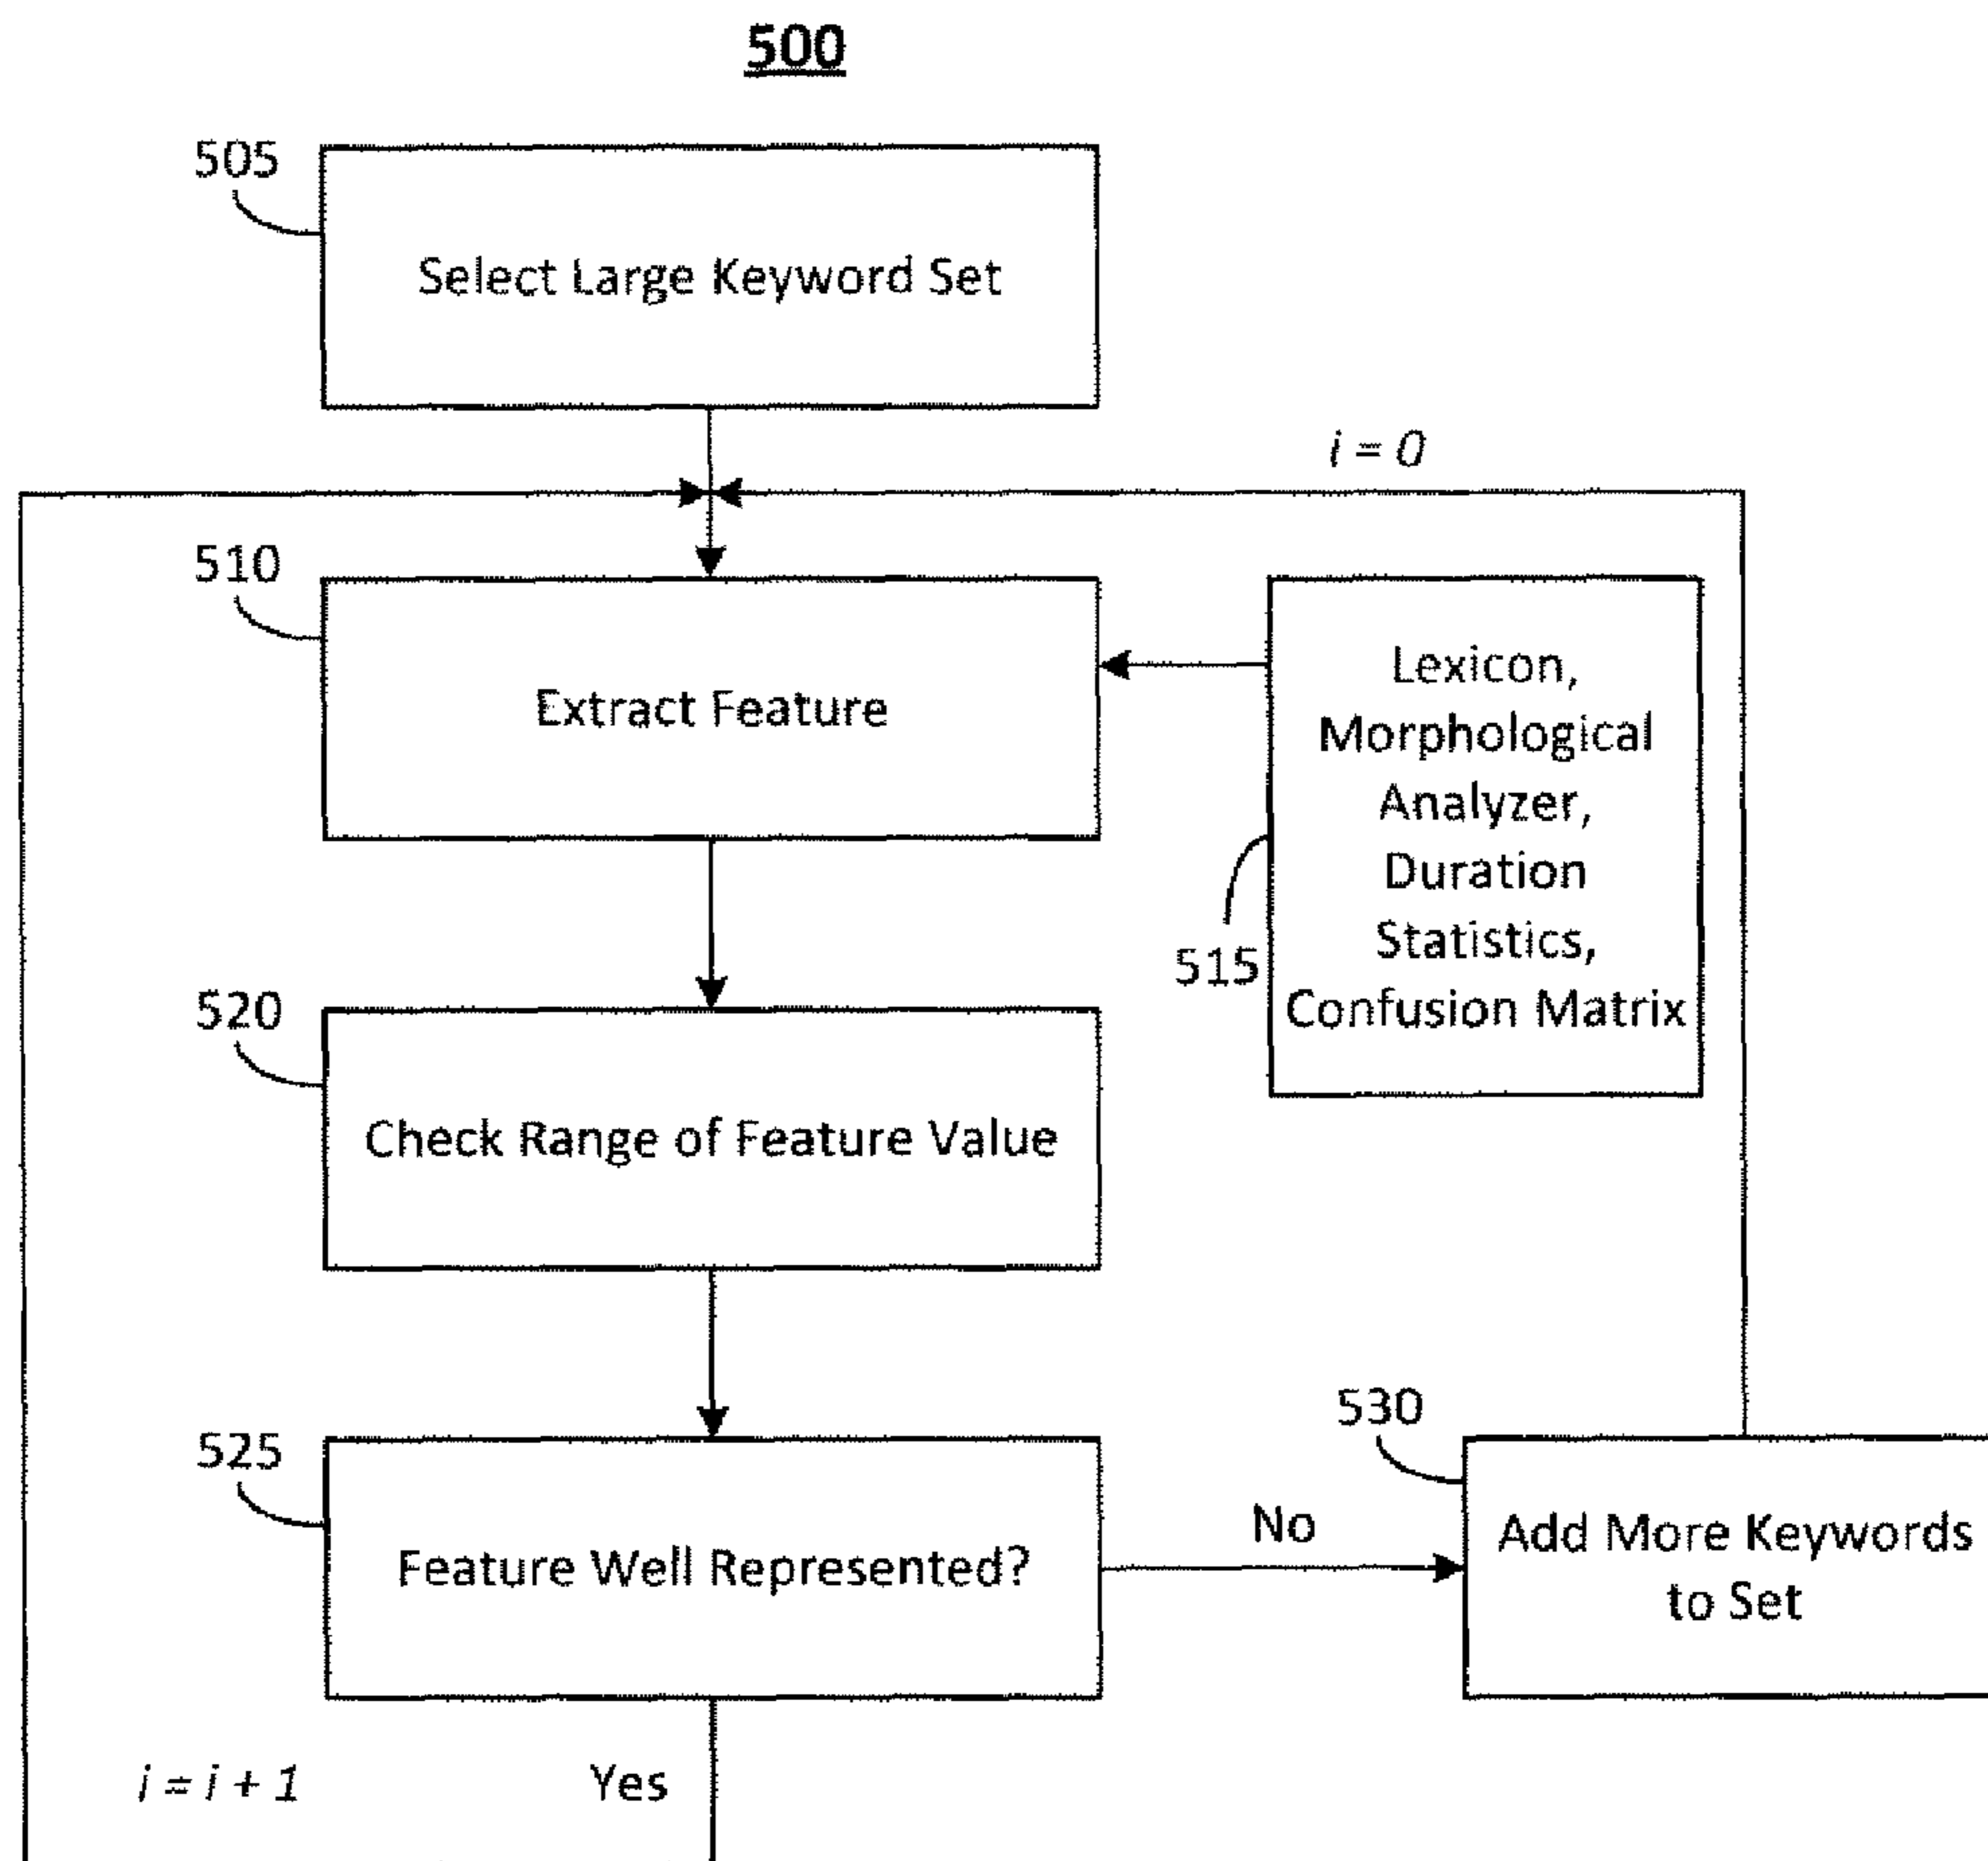 500
505
Select Large Keyword Set
i = 0
510
Extract Feature
Lexicon,
Morphological
Analyzer,
Duration
Statistics,
Confusion Matrix
515
520
Check Range of Feature Value
525
Feature Well Represented?
No
530
Add More Keywords
to Set
i = i + 1
Yes